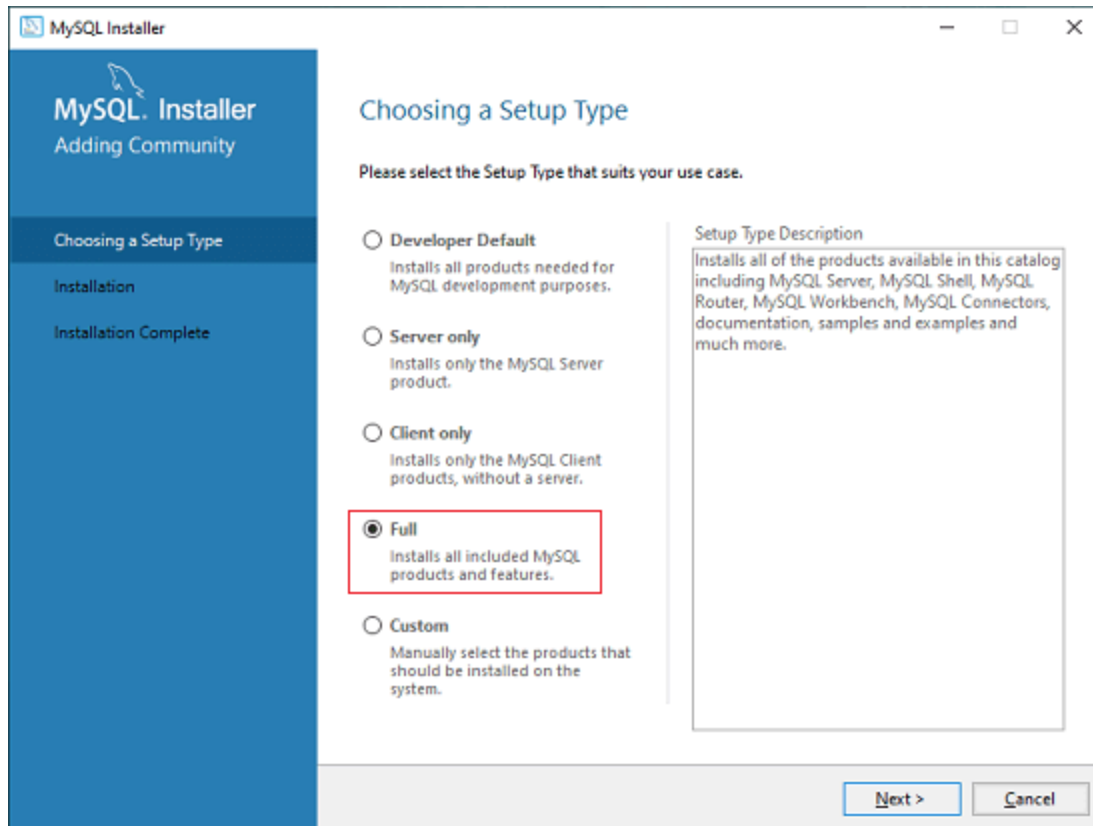 MySQL Installer
MySQL. Installer
Adding Community
Choosing a Setup Type
Installation
Installation Complete
Choosing a Setup Type
Please select the Setup Type that suits your use case.
Developer Default
Installs all products needed for
MySQL development purposes.
Server only
Installs only the MySQL Server
product.
Client only
Installs only the MySQL Client
products, without a server.
Full
Installs all included MySQL
products and features.
Custom
Manually select the products that
should be installed on the
system.
Setup Type Description
Installs all of the products available in this catalog
including MySQL Server, MySQL Shell, MySQL
Router, MySQL Workbench, MySQL Connectors,
documentation, samples and examples and
much more.
Next >
Cancel